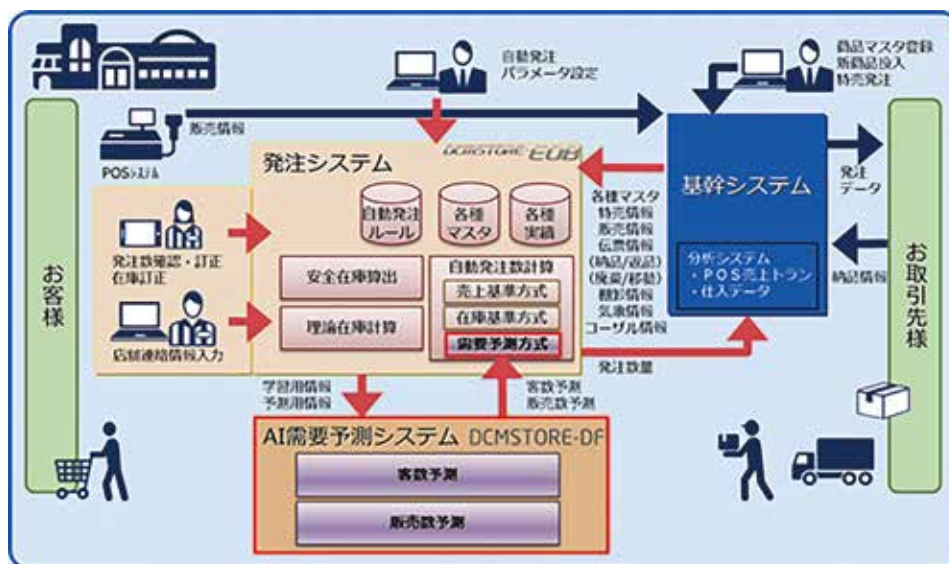 自動発注
パラメータ設定
商品マスタ登録
販商品投入
特売発注
販売情報
POSシステム
発注システム
DCMSTORE EOB
自動発注
ルール
各種
マスタ
各種
実績
基幹システム
分析システム
・POS売上トラン
・仕入データ
発注
データ
納品情報
各種マスタ
特売情報
販売情報
伝票情報
(納品/返品)
(廃棄/移動)
棚卸情報
気象情報
コーザル情報
発注数確認・訂正
在庫訂正
店舗連絡情報入力
安全在庫算出
理論在庫計算
自動発注数計算
売上基準方式
在庫基準方式
需要予測方式
発注数量
学習用情報
予測用情報
客数予測
販売数予測
AI需要予測システム DCMSTORE-DF
客数予測
販売数予測
お客様
お取引先様